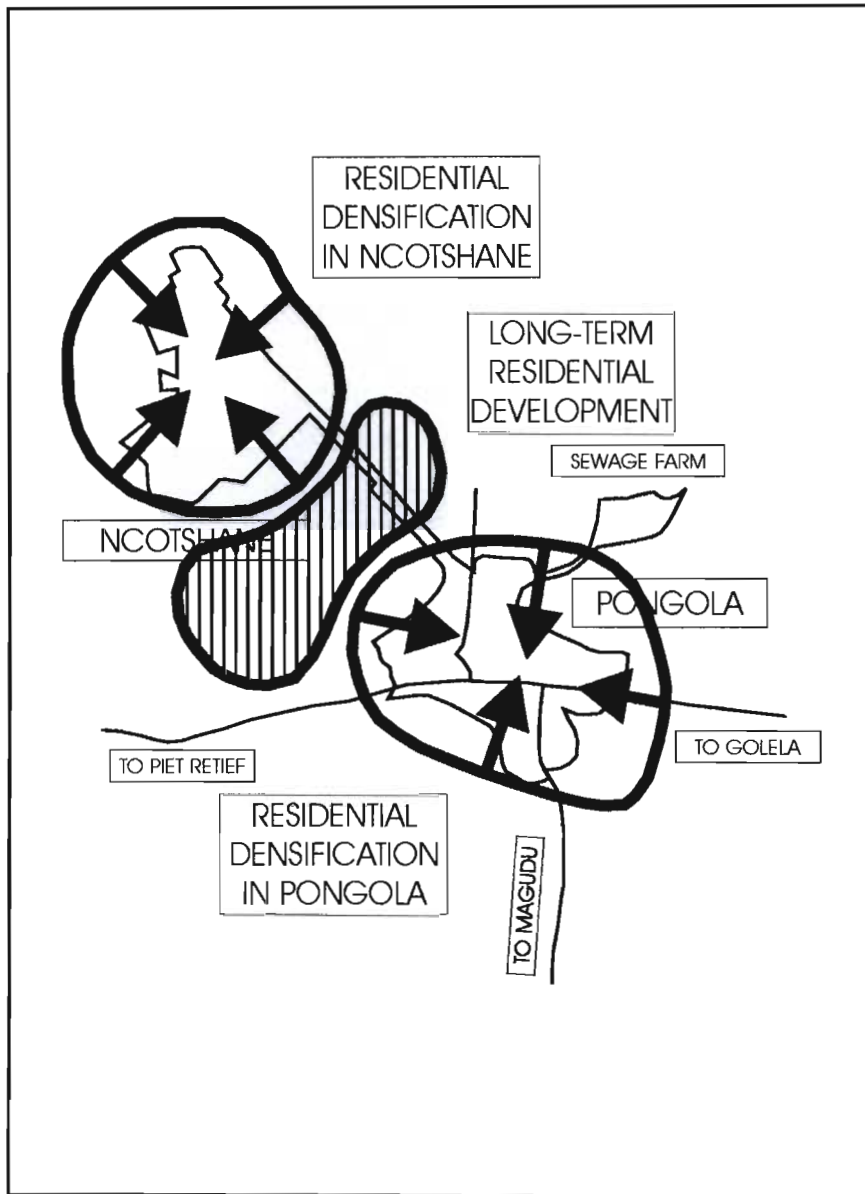 RESIDENTIAL
DENSIFICATION
IN NCOTSHANE
LONG-TERM
RESIDENTIAL
DEVELOPMENT
SEWAGE FARM
NCOTSHANE
PONGOLA
TO GOLELA
TO PIET RETIEF
RESIDENTIAL
DENSIFICATION
IN PONGOLA
TO MAGUDU